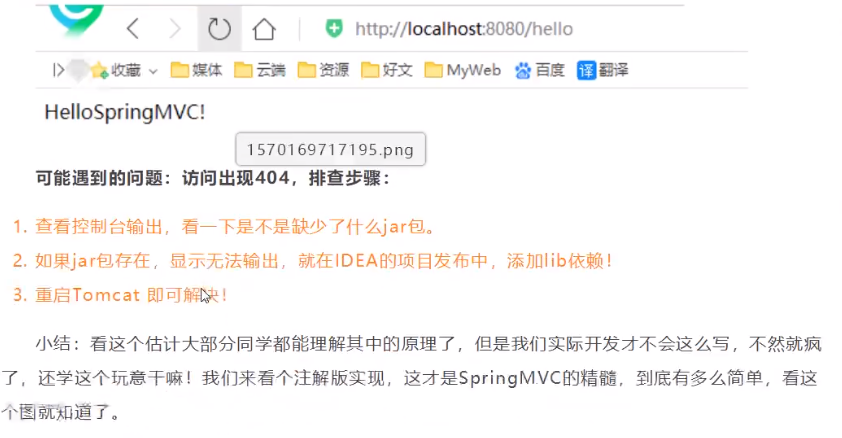 http://localhost:8080/hello
收藏 媒体 云端 资源 好文 MyWeb 百度 译 翻译
HelloSpringMVC!
1570169717195.png
可能遇到的问题：访问出现404，排查步骤：
1. 查看控制台输出，看一下是不是缺少了什么jar包。
2. 如果jar包存在，显示无法输出，就在IDEA的项目发布中，添加lib依赖！
3. 重启Tomcat 即可解决！
小结：看这个估计大部分同学都能理解其中的原理了，但是我们实际开发才不会这么写，不然就疯
了，还学这个玩意干嘛！我们来看个注解版实现，这才是SpringMVC的精髓，到底有多么简单，看这
个图就知道了。